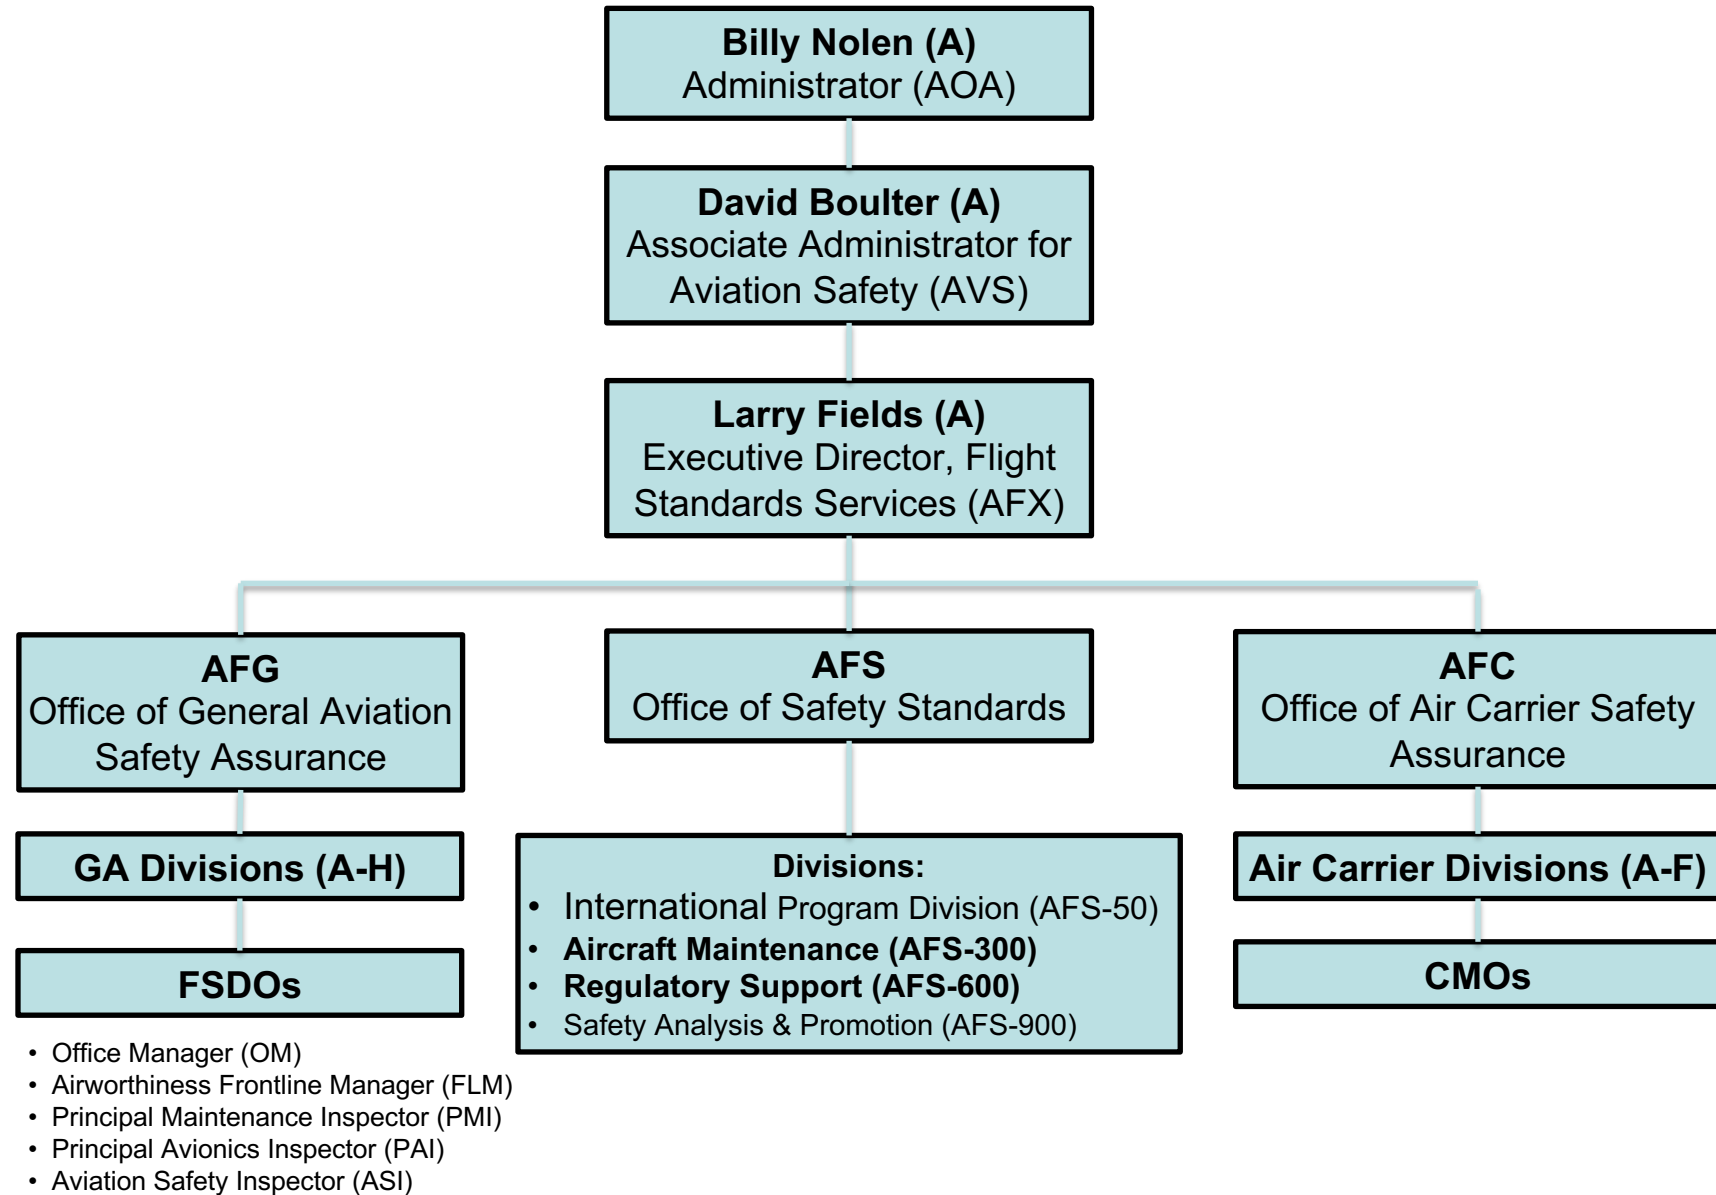 Billy Nolen (A)
Administrator (AOA)
David Boulter (A)
Associate Administrator for
Aviation Safety (AVS)
Larry Fields (A)
Executive Director, Flight
Standards Services (AFX)
AFG
Office of General Aviation
Safety Assurance
AFS
Office of Safety Standards
AFC
Office of Air Carrier Safety
Assurance
GA Divisions (A-H)
FSDOs
• Office Manager (OM)
• Airworthiness Frontline Manager (FLM)
• Principal Maintenance Inspector (PMI)
• Principal Avionics Inspector (PAI)
• Aviation Safety Inspector (ASI)
Divisions:
• International Program Division (AFS-50)
• Aircraft Maintenance (AFS-300)
• Regulatory Support (AFS-600)
• Safety Analysis & Promotion (AFS-900)
Air Carrier Divisions (A-F)
CMOs